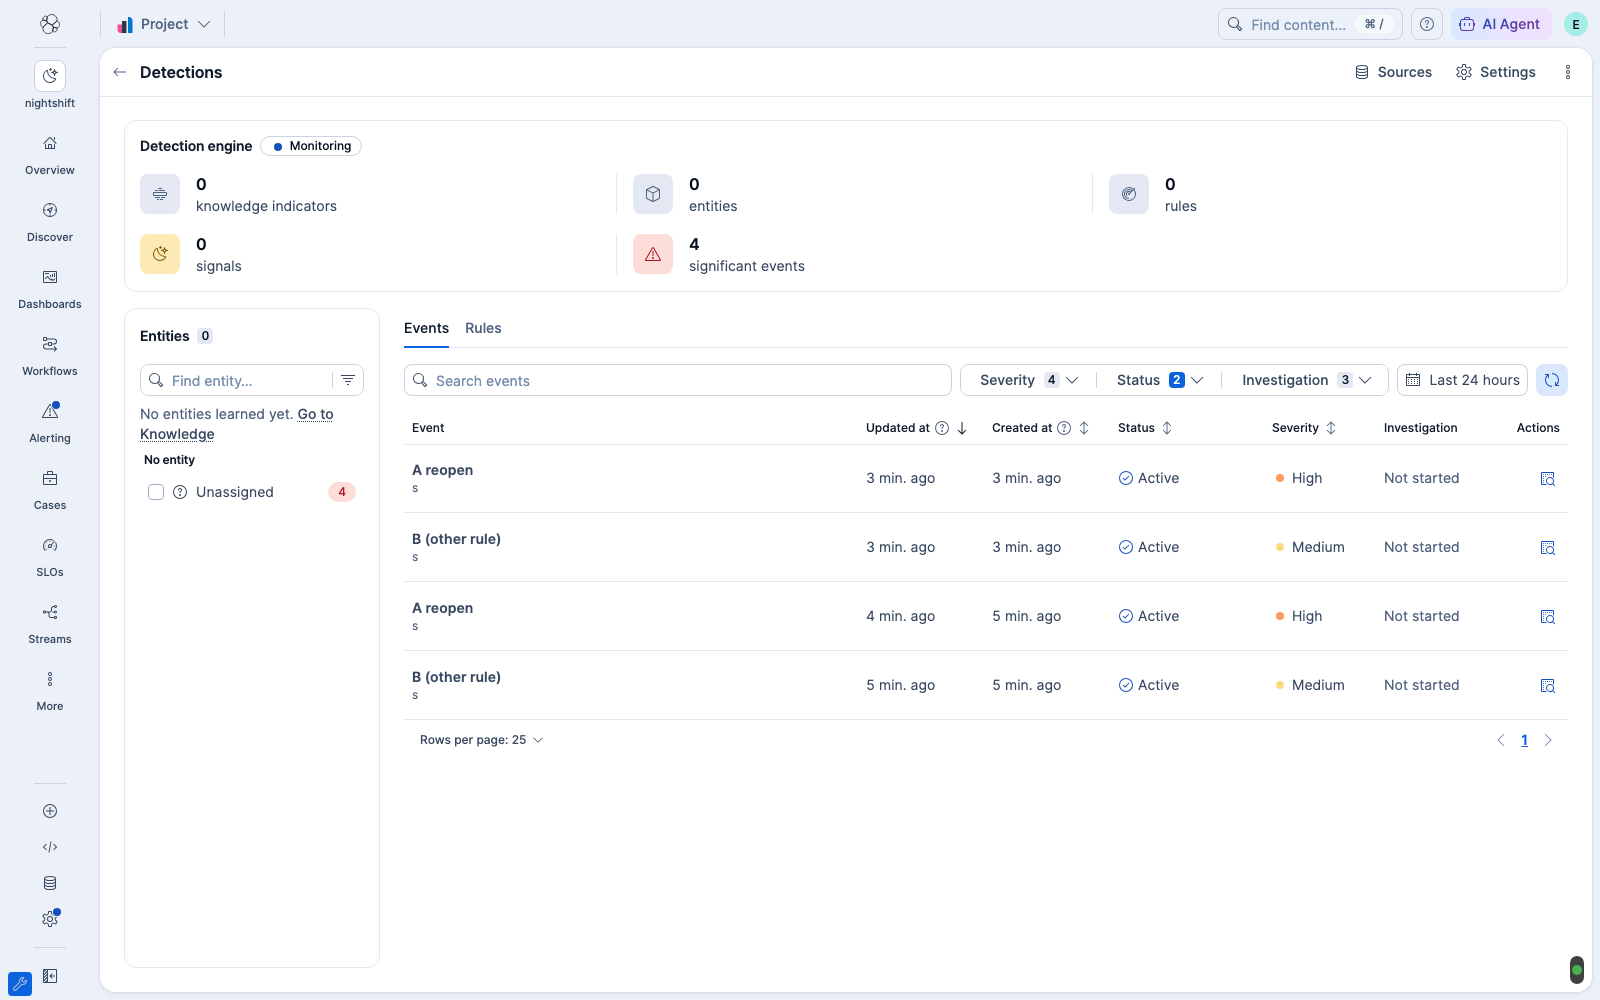 Project
Find content...
⌘ /
AI Agent
E
nightshift
Overview
Discover
Dashboards
Workflows
Alerting
Cases
SLOs
Streams
More
Detections
Sources
Settings
Detection engine
Monitoring
0
knowledge indicators
0
entities
0
rules
0
signals
4
significant events
Entities 0
Find entity...
No entities learned yet. Go to
Knowledge
No entity
Unassigned 4
Events Rules
Search events
Severity 4
Status 2
Investigation 3
Last 24 hours
Event Updated at Created at Status Severity Investigation Actions
A reopen
s
3 min. ago 3 min. ago Active High Not started
B (other rule)
s
3 min. ago 3 min. ago Active Medium Not started
A reopen
s
4 min. ago 5 min. ago Active High Not started
B (other rule)
s
5 min. ago 5 min. ago Active Medium Not started
Rows per page: 25
1